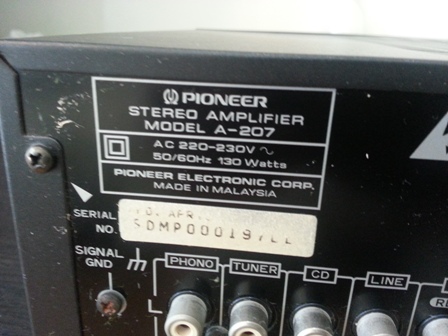 PIONEER
STEREO AMPLIFIER
MODEL A-207
AC 220-230V ~
50/60Hz 130 Watts
PIONEER ELECTRONIC CORP.
MADE IN MALAYSIA
SERIAL
NO.
SIGNAL
GND
PHONO TUNER CD LINE
L